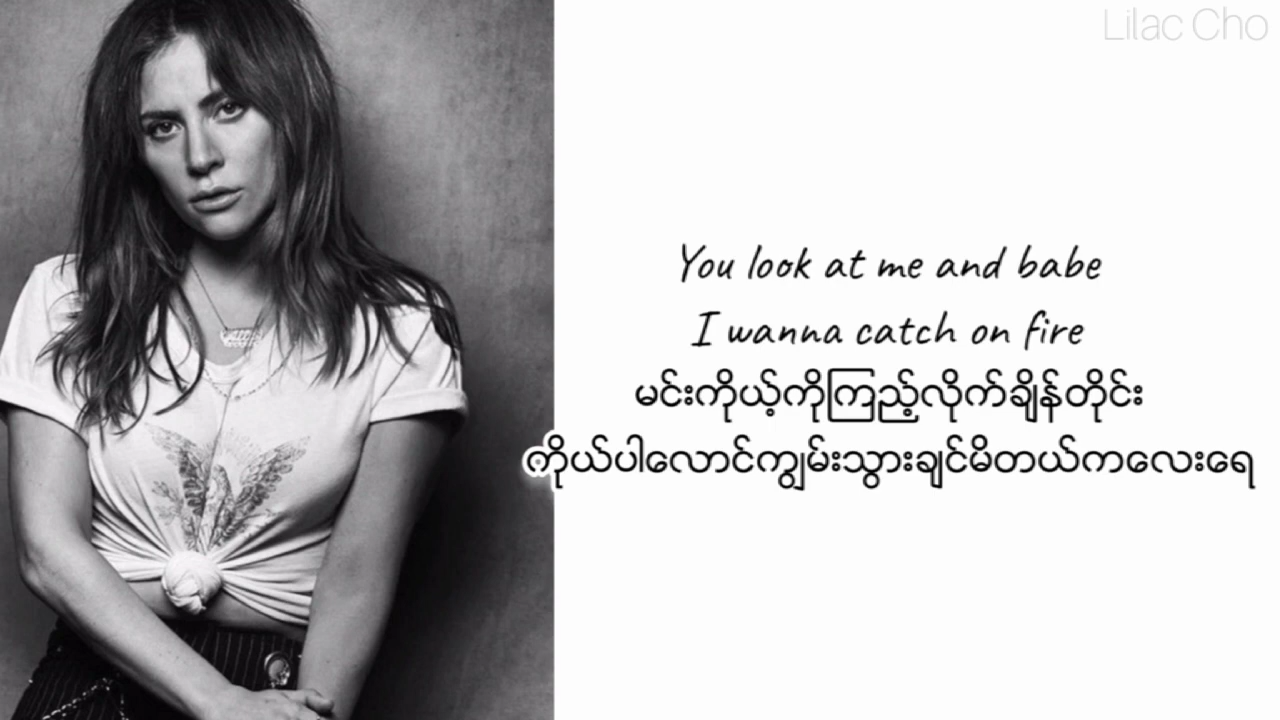 Lilac Cho
You look at me and babe
I wanna catch on fire
မင်းကိုယ့်ကိုကြည့်လိုက်ချိန်တိုင်း
ကိုယ်ပါလောင်ကျွမ်းသွားချင်မိတယ်ကလေးရေ